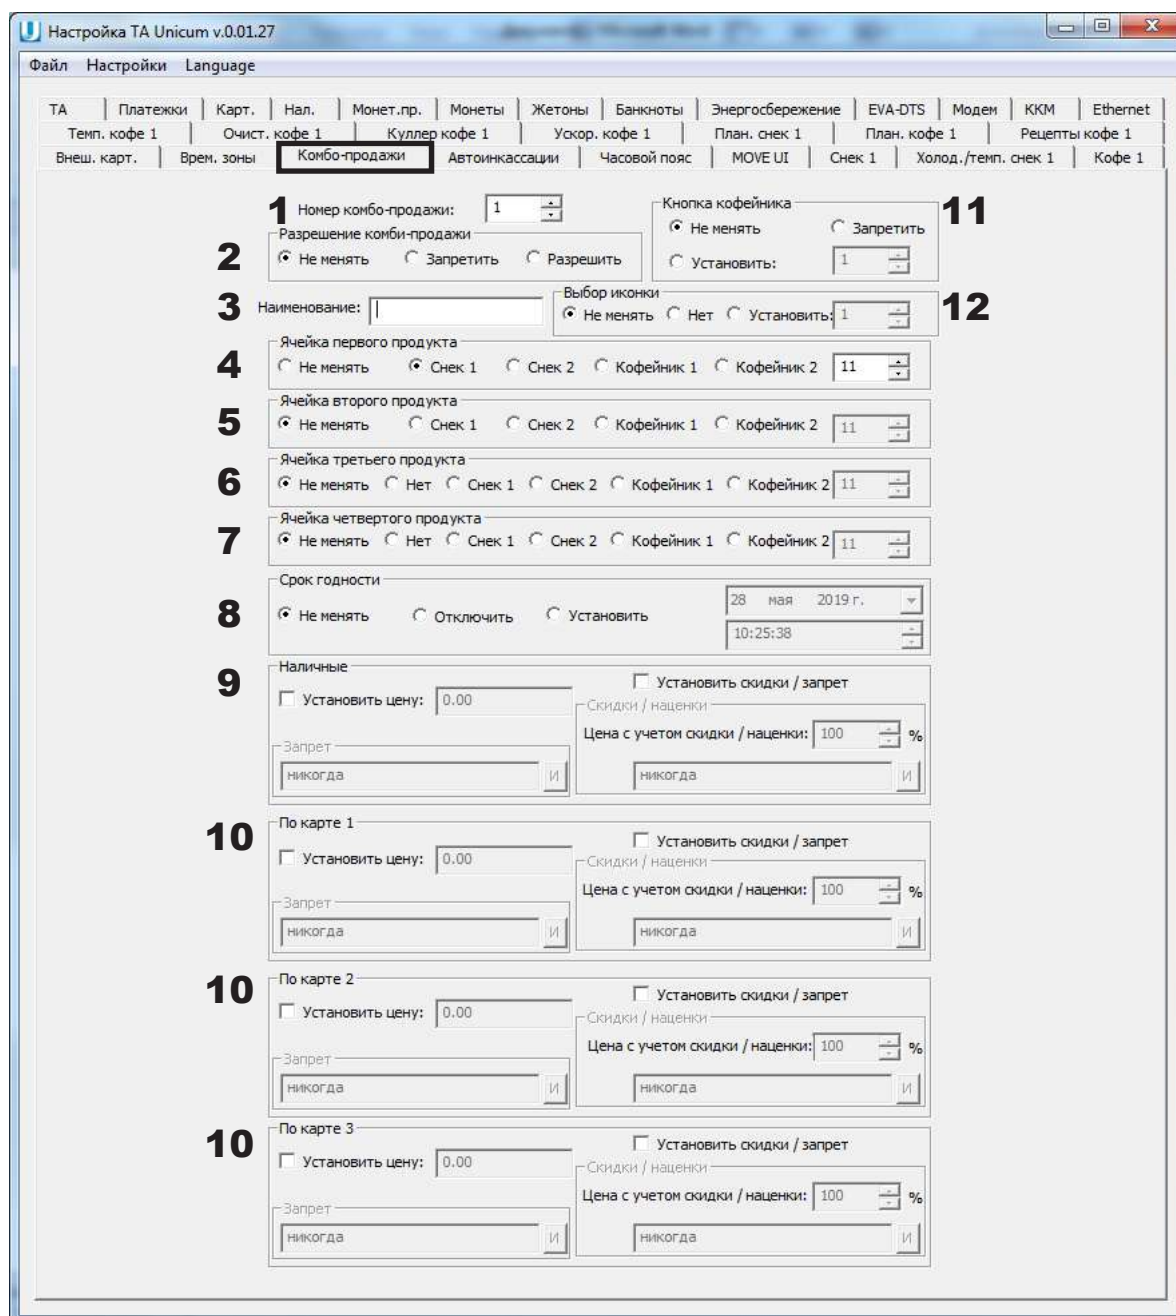 Настройка TA Unicum v.0.01.27
Файл Настройки Language
TA Платежки Карт. Нал. Монет.пр. Монеты Жетоны Банкноты Энергосбережение EVA-DTS Модем ККМ Ethernet
Темп. кофе 1 Очист. кофе 1 Куллер кофе 1 Ускор. кофе 1 План. снек 1 План. кофе 1 Рецепты кофе 1
Внеш. карт. Врем. зоны Комбо-продажи Автоинкассации Часовой пояс MOVE UI Снек 1 Холод./темп. снек 1 Кофе 1
1 Номер комбо-продажи: 1
Кнопка кофейника 11
Не менять Запретить
Установить: 1
Разрешение комби-продажи
2 Не менять Запретить Разрешить
3 Наименование:
Выбор иконки
Не менять Нет Установить: 1 12
Ячейка первого продукта
4 Не менять Снек 1 Снек 2 Кофейник 1 Кофейник 2 11
Ячейка второго продукта
5 Не менять Снек 1 Снек 2 Кофейник 1 Кофейник 2 11
Ячейка третьего продукта
6 Не менять Нет Снек 1 Снек 2 Кофейник 1 Кофейник 2 11
Ячейка четвертого продукта
7 Не менять Нет Снек 1 Снек 2 Кофейник 1 Кофейник 2 11
Срок годности
8 Не менять Отключить Установить 28 мая 2019 г.
10:25:38
9 Наличные
Установить скидки / запрет
Установить цену: 0.00
Скидки / наценки
Цена с учетом скидки / наценки: 100 %
Запрет
никогда И никогда И
10 По карте 1
Установить скидки / запрет
Установить цену: 0.00
Скидки / наценки
Цена с учетом скидки / наценки: 100 %
Запрет
никогда И никогда И
10 По карте 2
Установить скидки / запрет
Установить цену: 0.00
Скидки / наценки
Цена с учетом скидки / наценки: 100 %
Запрет
никогда И никогда И
10 По карте 3
Установить скидки / запрет
Установить цену: 0.00
Скидки / наценки
Цена с учетом скидки / наценки: 100 %
Запрет
никогда И никогда И